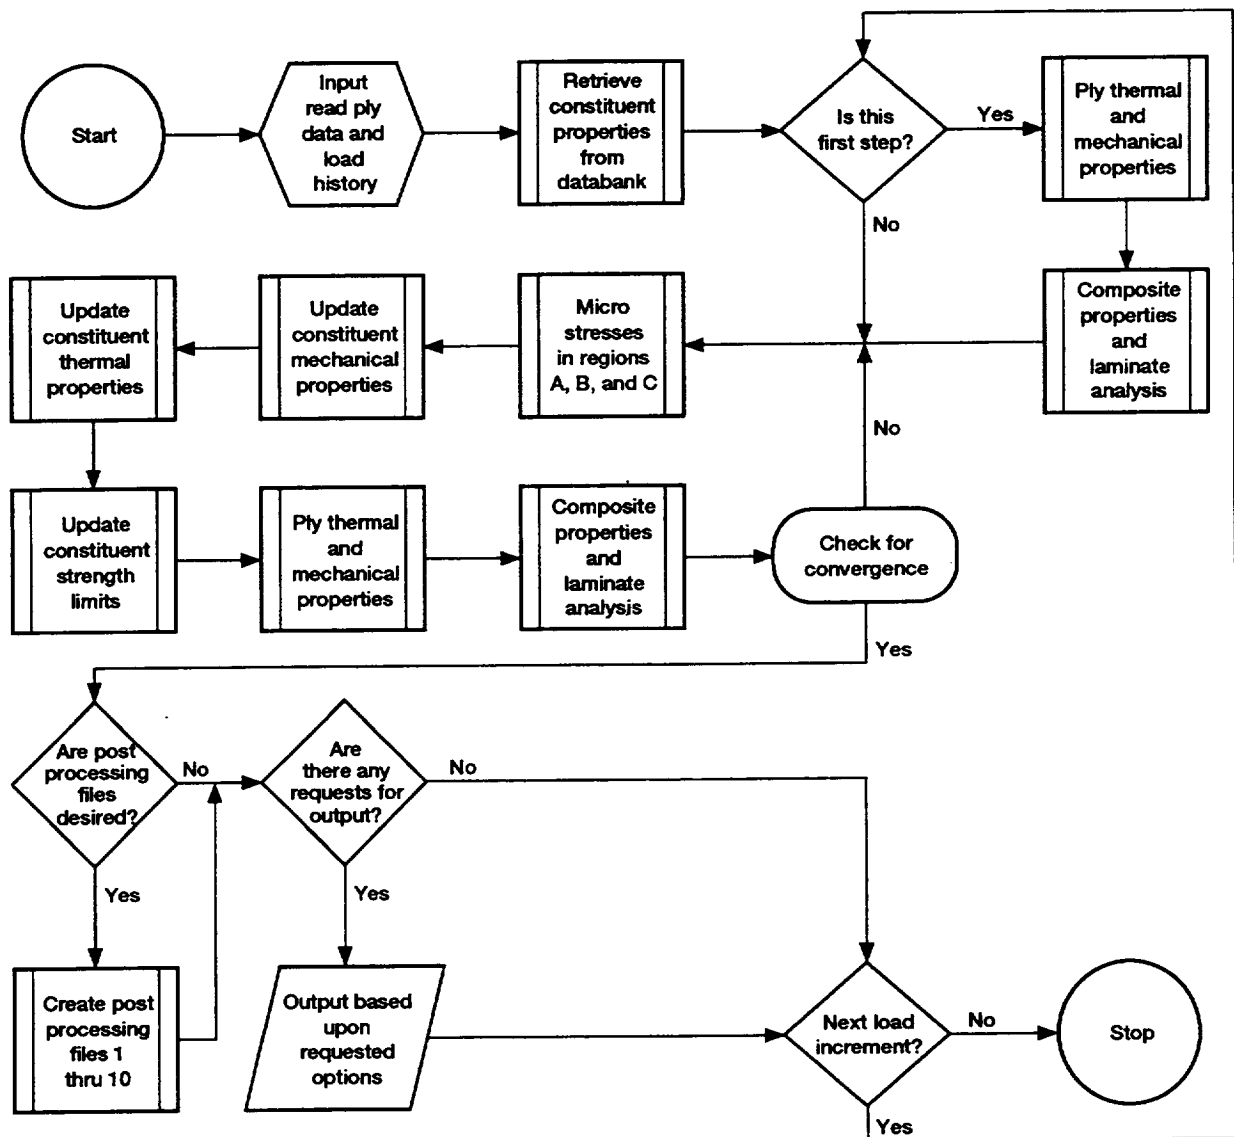 Start
Input
read ply
data and
load
history
Retrieve
constituent
properties
from
databank
Is this
first step?
Yes
Ply thermal
and
mechanical
properties
No
Update
constituent
thermal
properties
Update
constituent
mechanical
properties
Micro
stresses
in regions
A, B, and C
Composite
properties
and
laminate
analysis
No
Update
constituent
strength
limits
Ply thermal
and
mechanical
properties
Composite
properties
and
laminate
analysis
Check for
convergence
Yes
Are post
processing
files
desired?
No
Are
there any
requests for
output?
No
Yes
Yes
Create post
processing
files 1
thru 10
Output based
upon
requested
options
Next load
increment?
No
Stop
Yes